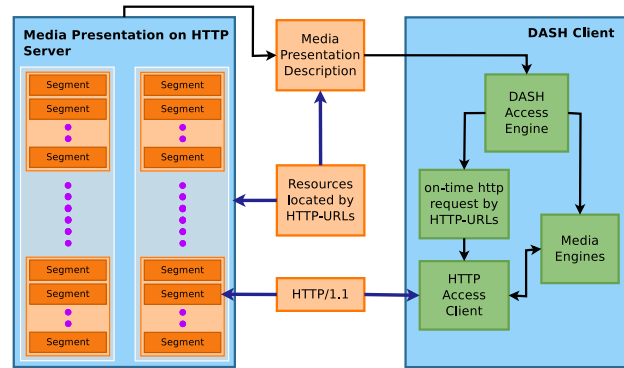 Media Presentation on HTTP
Server
Segment
Segment
Segment
Segment
Segment
Segment
Segment
Segment
Segment
Segment
Segment
Segment
Media
Presentation
Description
Resources
located by
HTTP-URLs
HTTP/1.1
DASH Client
DASH
Access
Engine
on-time http
request by
HTTP-URLs
Media
Engines
HTTP
Access
Client